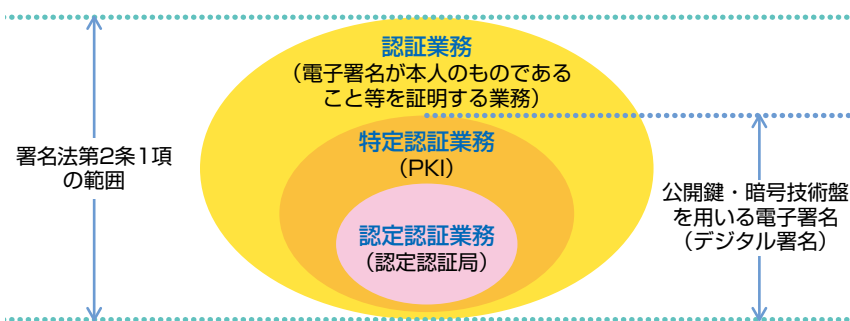 認証業務
（電子署名が本人のものである
こと等を証明する業務）
特定認証業務
（PKI）
認定認証業務
（認定認証局）
署名法第2条1項
の範囲
公開鍵・暗号技術盤
を用いる電子署名
（デジタル署名）